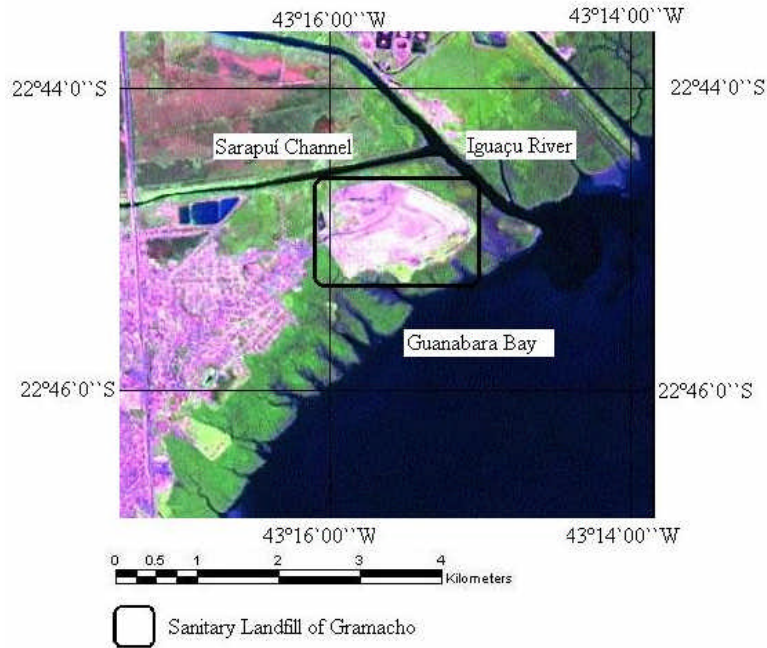 43°16`00``W 43°14`00``W
22°44`0``S 22°44`0``S
Sarapuí Channel Iguaçu River
Guanabara Bay
22°46`0``S 22°46`0``S
43°16`00``W 43°14`00``W
0 0.5 1 2 3 4
Kilometers
Sanitary Landfill of Gramacho